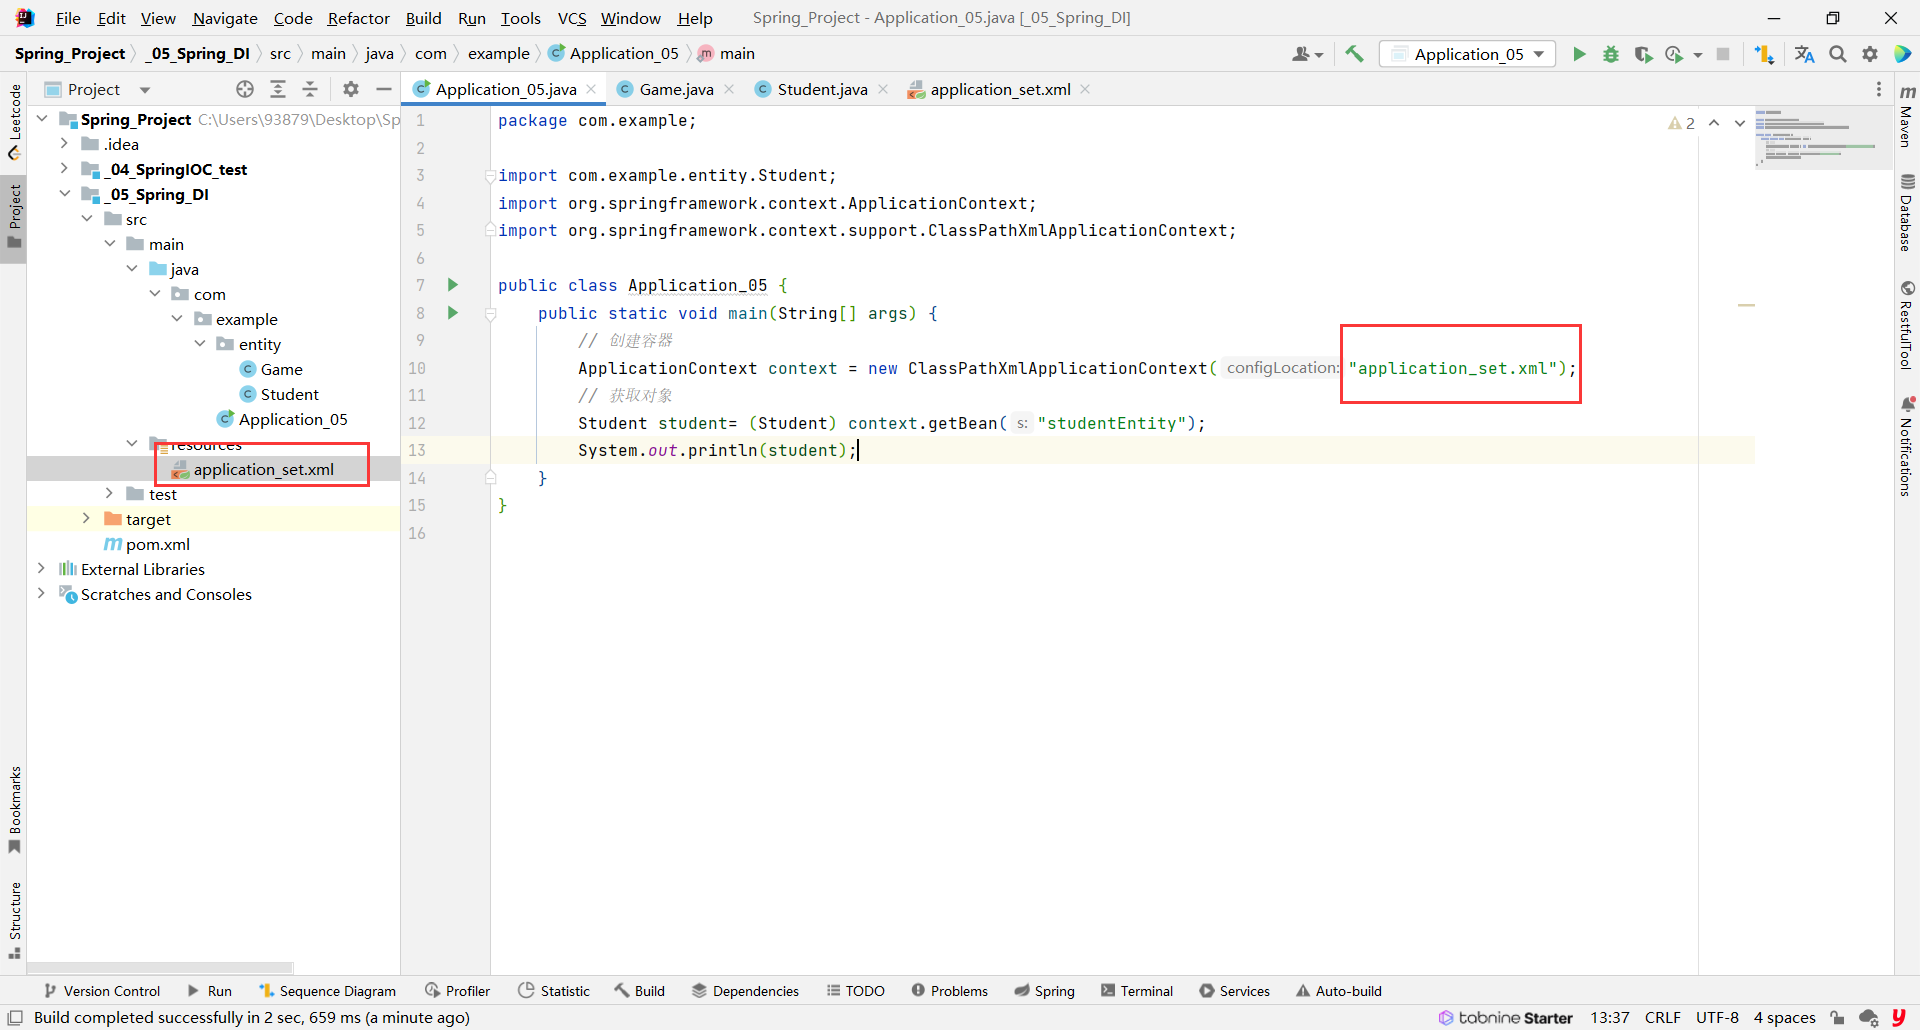 File Edit View Navigate Code Refactor Build Run Tools VCS Window Help Spring_Project - Application_05.java [_05_Spring_DI]
Spring_Project _05_Spring_DI src main java com example Application_05 main Application_05
Project
Application_05.java Game.java Student.java application_set.xml
Leetcode
Project
Bookmarks
Structure
Spring_Project C:\Users\93879\Desktop\Sp
.idea
_04_SpringIOC_test
_05_Spring_DI
src
main
java
com
example
entity
Game
Student
Application_05
resources
application_set.xml
test
target
pom.xml
External Libraries
Scratches and Consoles
1 package com.example;
2
3 import com.example.entity.Student;
4 import org.springframework.context.ApplicationContext;
5 import org.springframework.context.support.ClassPathXmlApplicationContext;
6
7 public class Application_05 {
8 public static void main(String[] args) {
9 // 创建容器
10 ApplicationContext context = new ClassPathXmlApplicationContext( configLocation: "application_set.xml");
11 // 获取对象
12 Student student= (Student) context.getBean( s: "studentEntity");
13 System.out.println(student);
14 }
15 }
16
2
Maven
Database
RestfulTool
Notifications
Version Control Run Sequence Diagram Profiler Statistic Build Dependencies TODO Problems Spring Terminal Services Auto-build
Build completed successfully in 2 sec, 659 ms (a minute ago) tabnine Starter 13:37 CRLF UTF-8 4 spaces